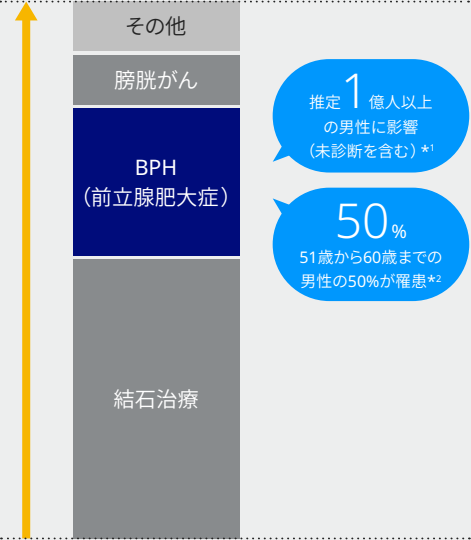 その他
膀胱がん
BPH
（前立腺肥大症）
結石治療
推定1億人以上
の男性に影響
（未診断を含む）*1
50%
51歳から60歳までの
男性の50%が罹患*2